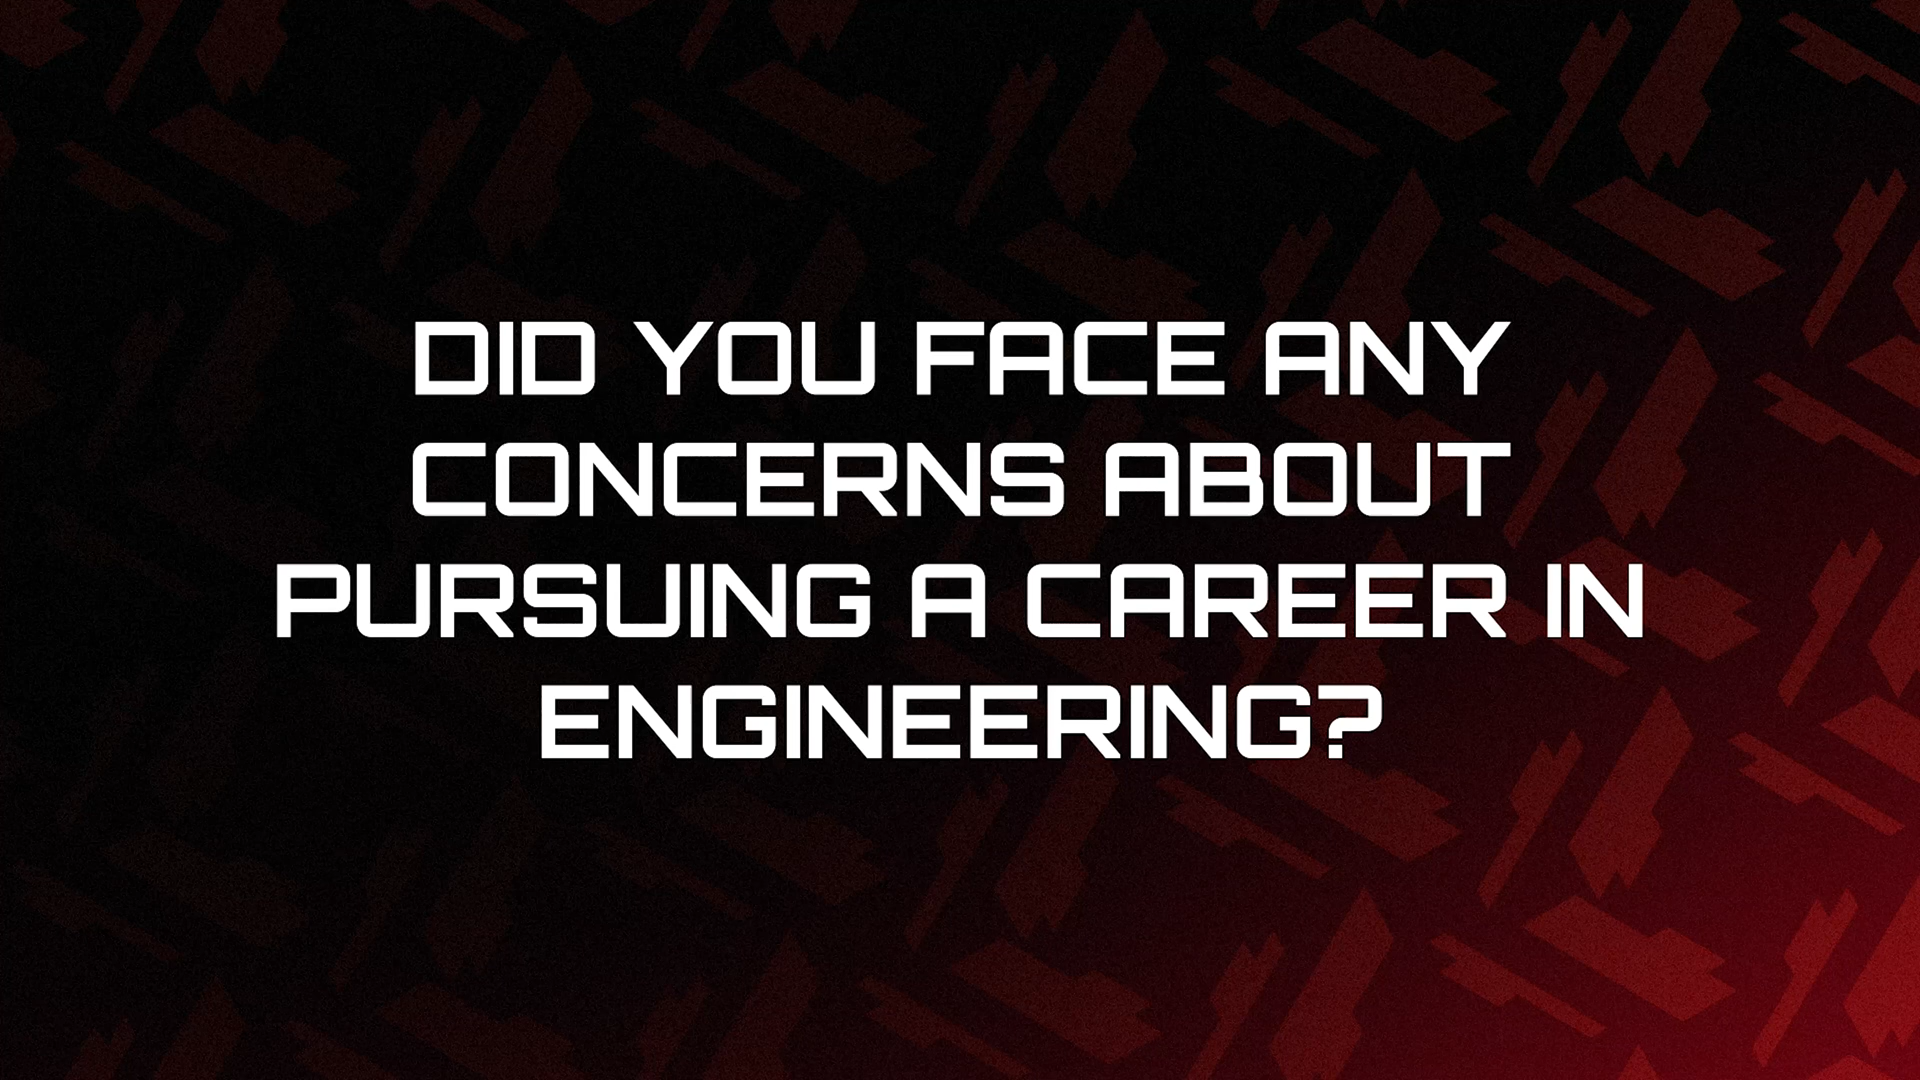 DID YOU FACE ANY
CONCERNS ABOUT
PURSUING A CAREER IN
ENGINEERING?